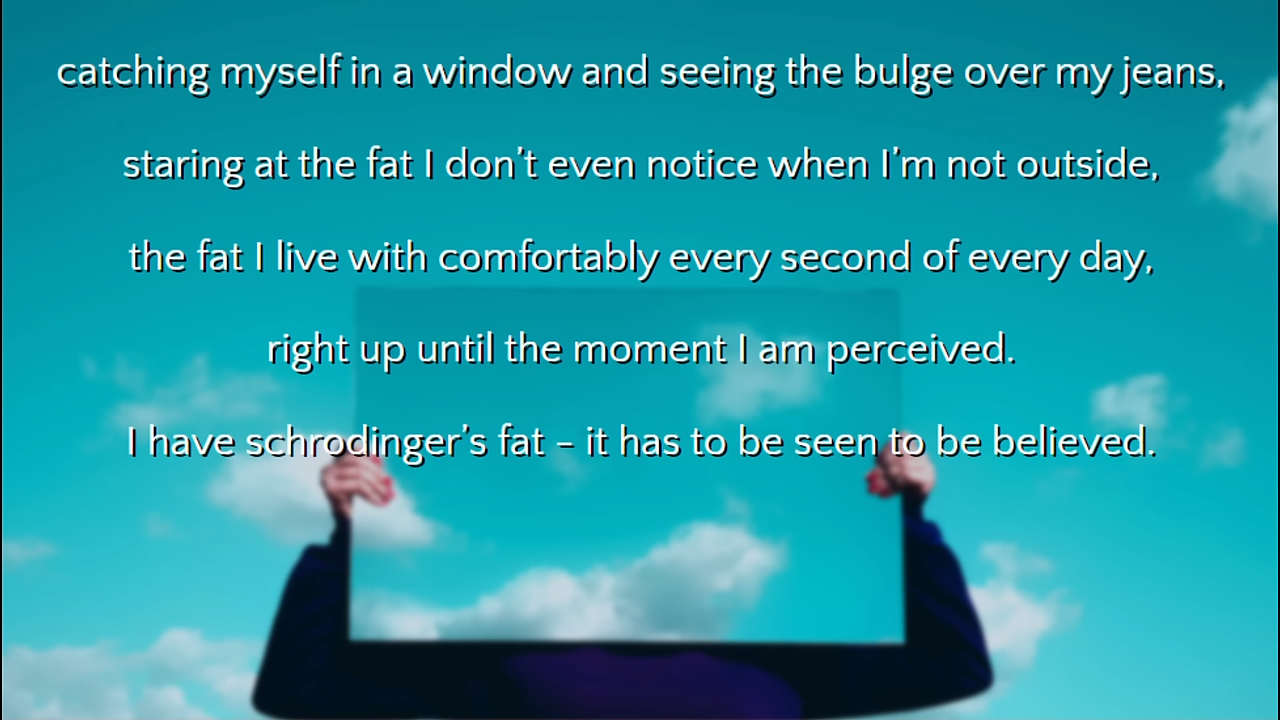 catching myself in a window and seeing the bulge over my jeans,
staring at the fat I don’t even notice when I’m not outside,
the fat I live with comfortably every second of every day,
right up until the moment I am perceived.
I have schrodinger’s fat – it has to be seen to be believed.